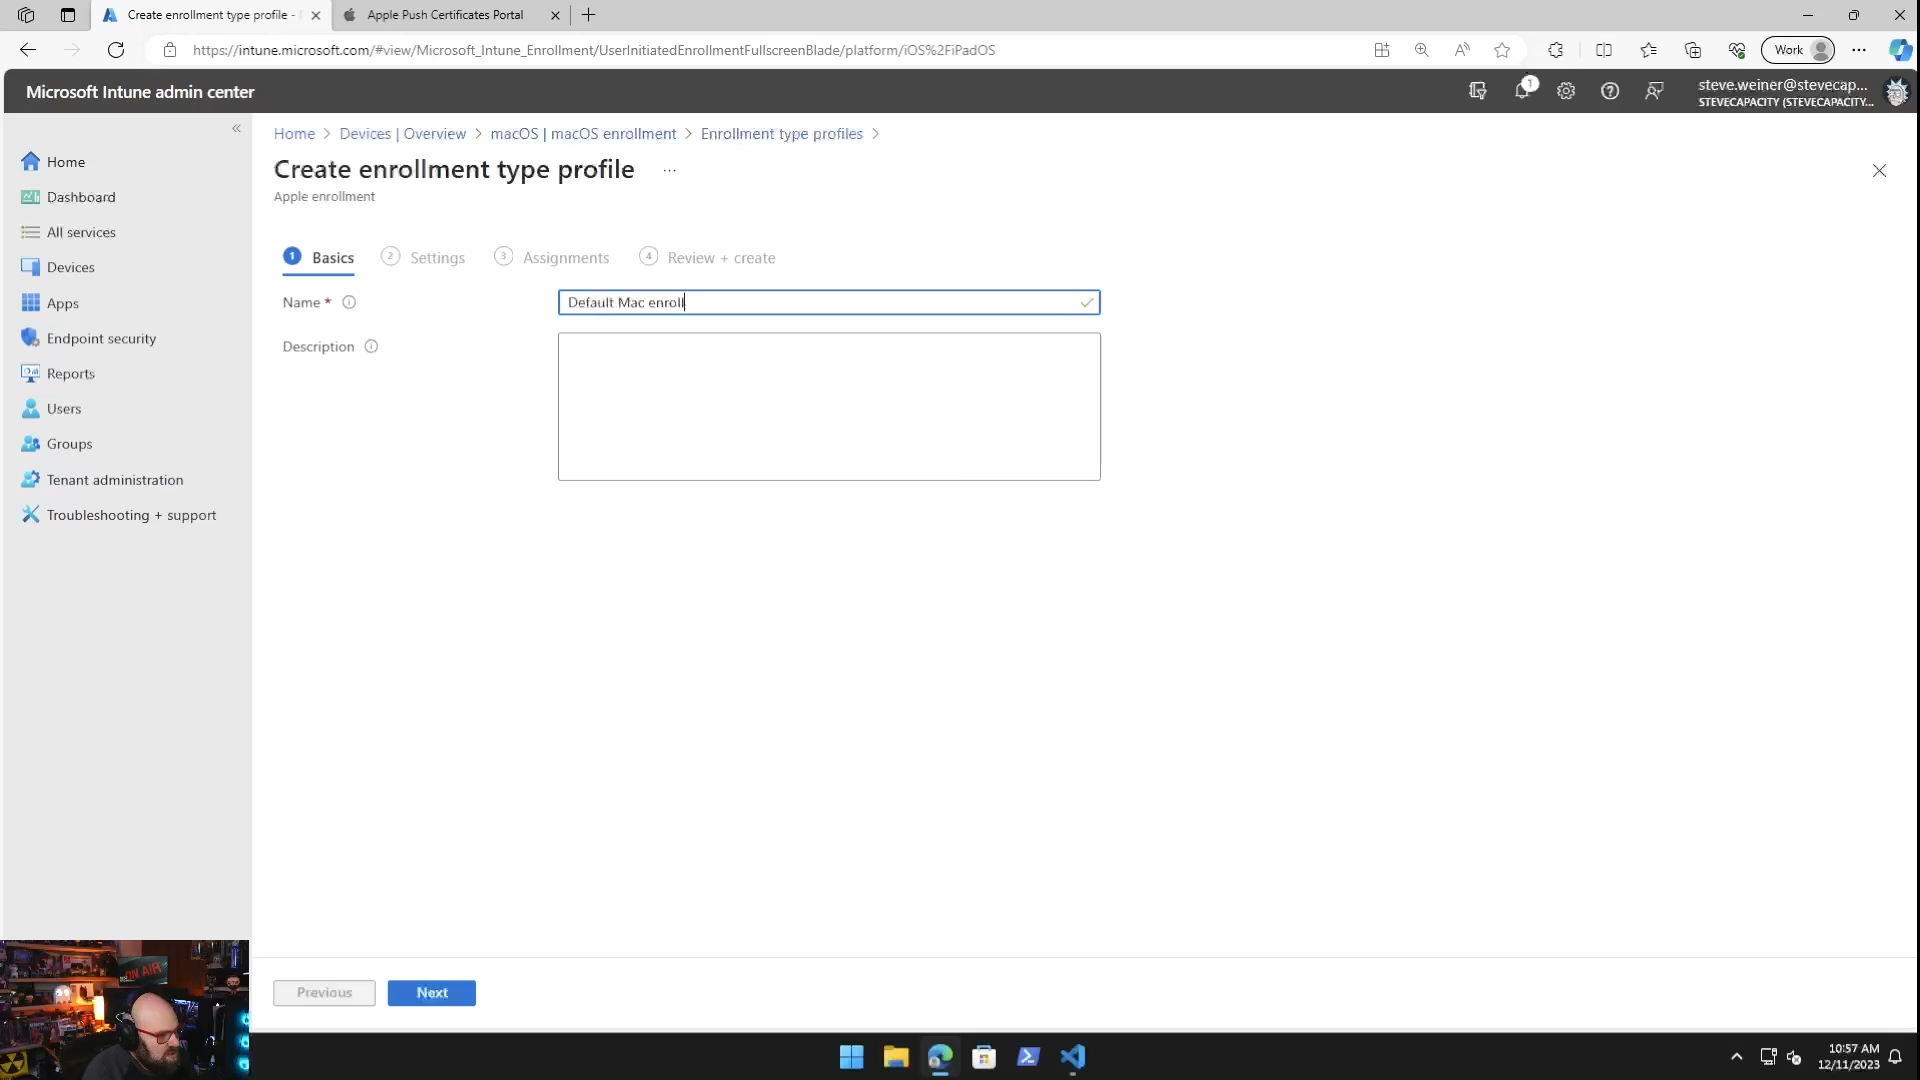 Create enrollment type profile -
Apple Push Certificates Portal
https://intune.microsoft.com/#view/Microsoft_Intune_Enrollment/UserInitiatedEnrollmentFullscreenBlade/platform/iOS%2FiPadOS
Work
Microsoft Intune admin center
1
steve.weiner@stevecap...
STEVECAPACITY (STEVECAPACITY...
Home
Dashboard
All services
Devices
Apps
Endpoint security
Reports
Users
Groups
Tenant administration
Troubleshooting + support
Home > Devices | Overview > macOS | macOS enrollment > Enrollment type profiles >
Create enrollment type profile ...
Apple enrollment
1 Basics 2 Settings 3 Assignments 4 Review + create
Name *
Default Mac enroll
Description
Previous
Next
ON AIR
10:57 AM
12/11/2023